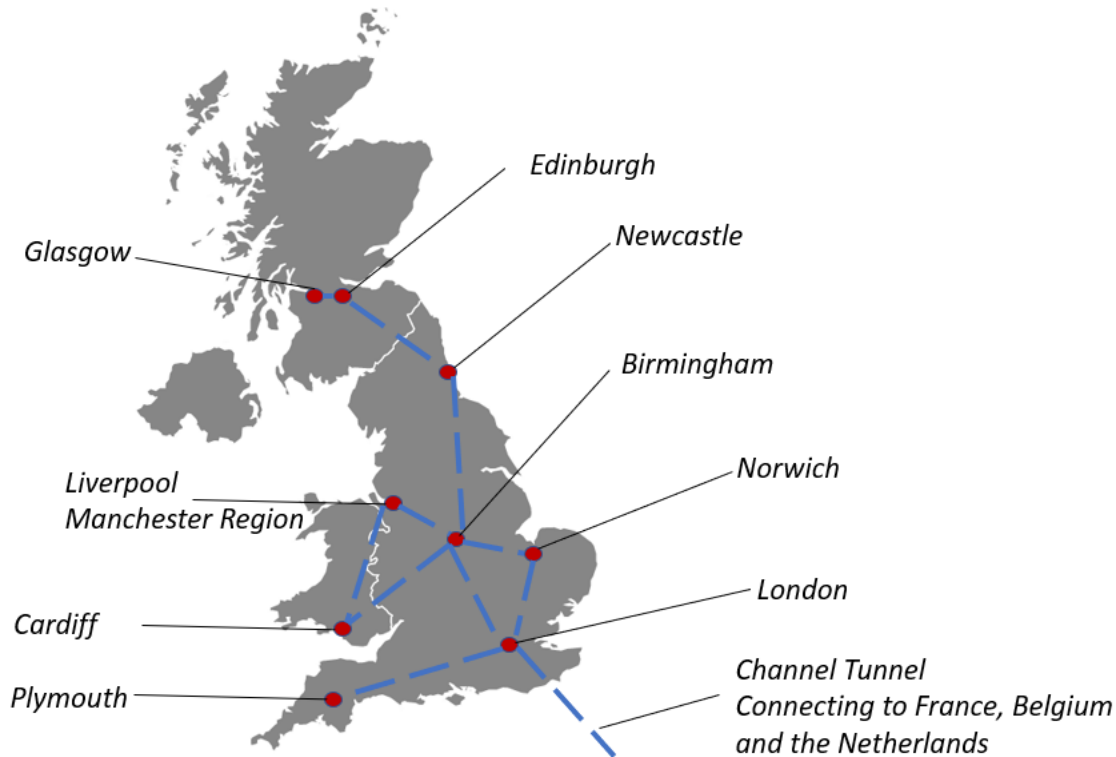 Edinburgh
Newcastle
Glasgow
Birmingham
Norwich
Liverpool
Manchester Region
London
Cardiff
Channel Tunnel
Connecting to France, Belgium
and the Netherlands
Plymouth